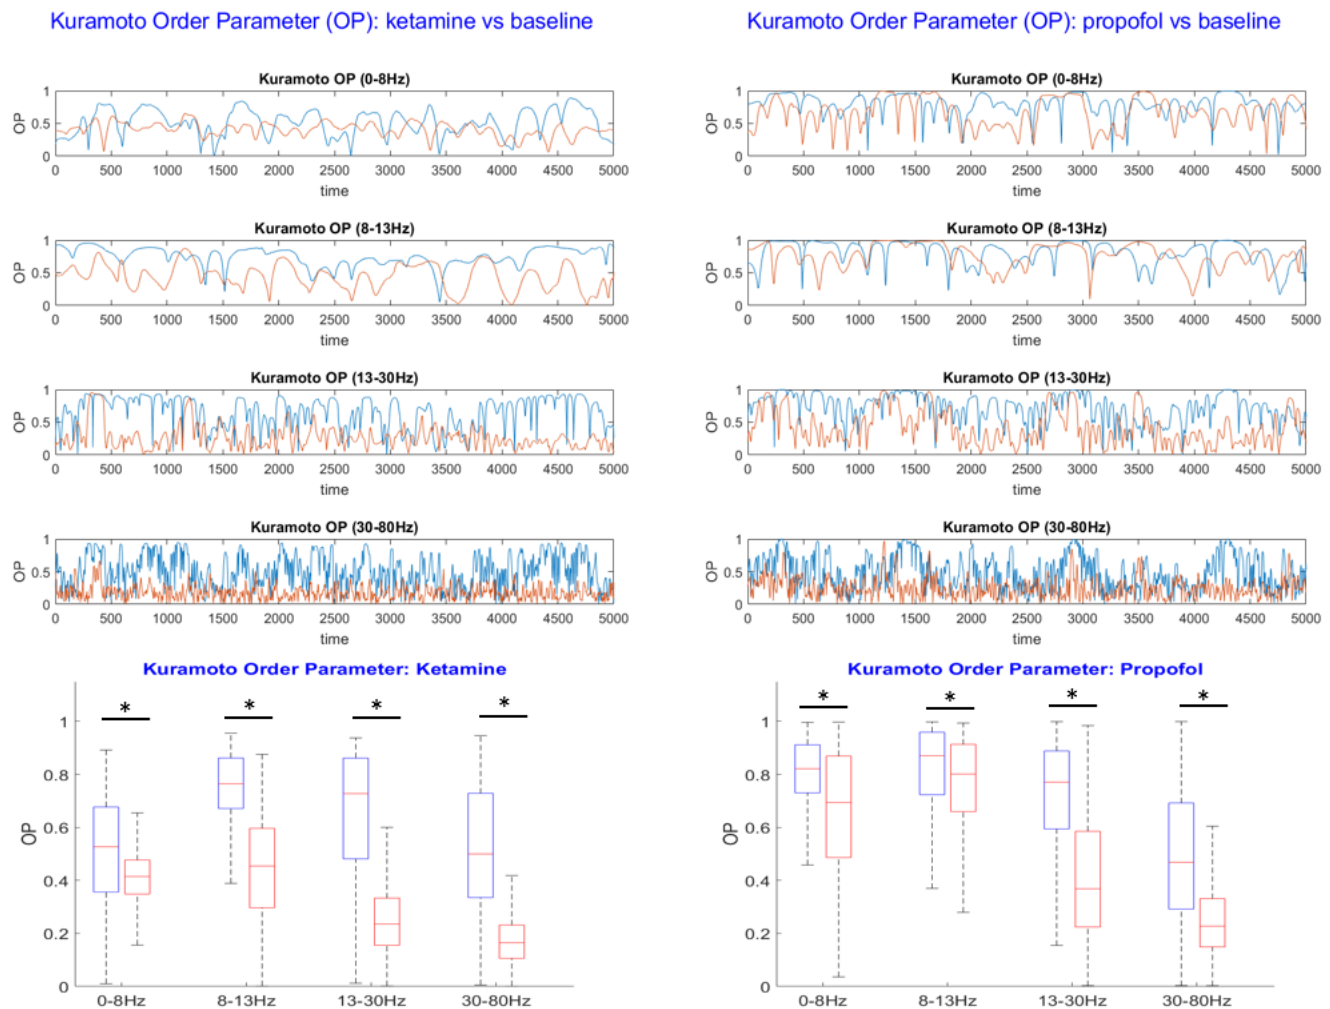 Kuramoto Order Parameter (OP): ketamine vs baseline
Kuramoto OP (0-8Hz)
1
0.5
0
OP
0 500 1000 1500 2000 2500 3000 3500 4000 4500 5000
time
Kuramoto OP (8-13Hz)
1
0.5
0
OP
0 500 1000 1500 2000 2500 3000 3500 4000 4500 5000
time
Kuramoto OP (13-30Hz)
1
0.5
0
OP
0 500 1000 1500 2000 2500 3000 3500 4000 4500 5000
time
Kuramoto OP (30-80Hz)
1
0.5
0
OP
0 500 1000 1500 2000 2500 3000 3500 4000 4500 5000
time
Kuramoto Order Parameter: Ketamine
* * * *
1
0.8
0.6
0.4
0.2
0
OP
0-8Hz 8-13Hz 13-30Hz 30-80Hz
Kuramoto Order Parameter (OP): propofol vs baseline
Kuramoto OP (0-8Hz)
1
0.5
0
OP
0 500 1000 1500 2000 2500 3000 3500 4000 4500 5000
time
Kuramoto OP (8-13Hz)
1
0.5
0
OP
0 500 1000 1500 2000 2500 3000 3500 4000 4500 5000
time
Kuramoto OP (13-30Hz)
1
0.5
0
OP
0 500 1000 1500 2000 2500 3000 3500 4000 4500 5000
time
Kuramoto OP (30-80Hz)
1
0.5
0
OP
0 500 1000 1500 2000 2500 3000 3500 4000 4500 5000
time
Kuramoto Order Parameter: Propofol
* * * *
1
0.8
0.6
0.4
0.2
0
OP
0-8Hz 8-13Hz 13-30Hz 30-80Hz